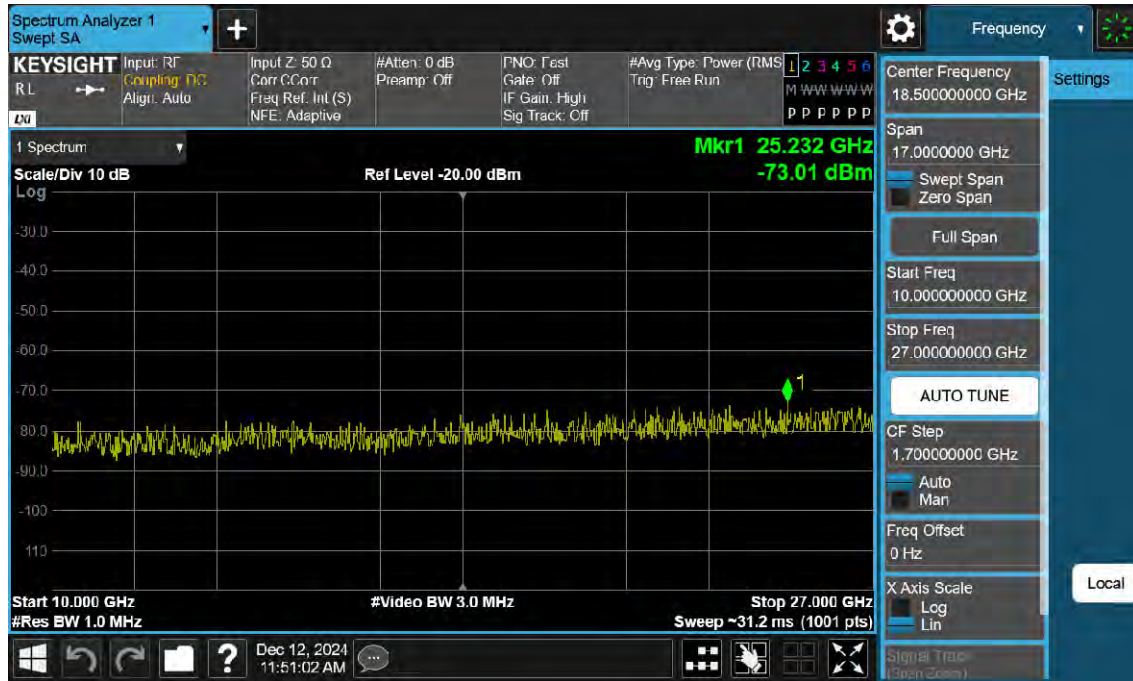 Spectrum Analyzer 1
Swept SA
+
Frequency
KEYSIGHT
RL
LXI
Input: RF
Coupling: DC
Align: Auto
Input Z: 50 Ω
Corr CCorr
Freq Ref: Int (S)
NFE: Adaptive
#Atten: 0 dB
Preamp: Off
PNO: Fast
Gate: Off
IF Gain: High
Sig Track: Off
#Avg Type: Power (RMS
Trig: Free Run
1 2 3 4 5 6
M W W W W W
P P P P P P
1 Spectrum
Scale/Div 10 dB
Log
Ref Level -20.00 dBm
Mkr1 25.232 GHz
-73.01 dBm
-30.0
-40.0
-50.0
-60.0
-70.0
-80.0
-90.0
-100
-110
1
Start 10.000 GHz
#Res BW 1.0 MHz
#Video BW 3.0 MHz
Stop 27.000 GHz
Sweep ~31.2 ms (1001 pts)
Center Frequency
18.500000000 GHz
Span
17.0000000 GHz
Swept Span
Zero Span
Full Span
Start Freq
10.000000000 GHz
Stop Freq
27.000000000 GHz
AUTO TUNE
CF Step
1.700000000 GHz
Auto
Man
Freq Offset
0 Hz
X Axis Scale
Log
Lin
Signal Track
(Span Zoom)
Settings
Local
?
Dec 12, 2024
11:51:02 AM